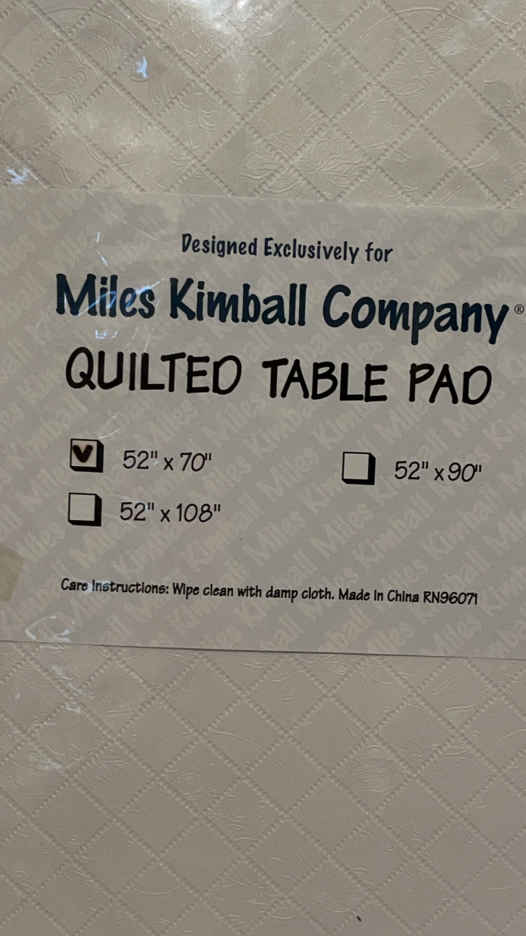 Designed Exclusively for
Miles Kimball Company®
QUILTED TABLE PAD
52" x 70" 52" x 90"
52" x 108"
Care Instructions: Wipe clean with damp cloth. Made In China RN96071